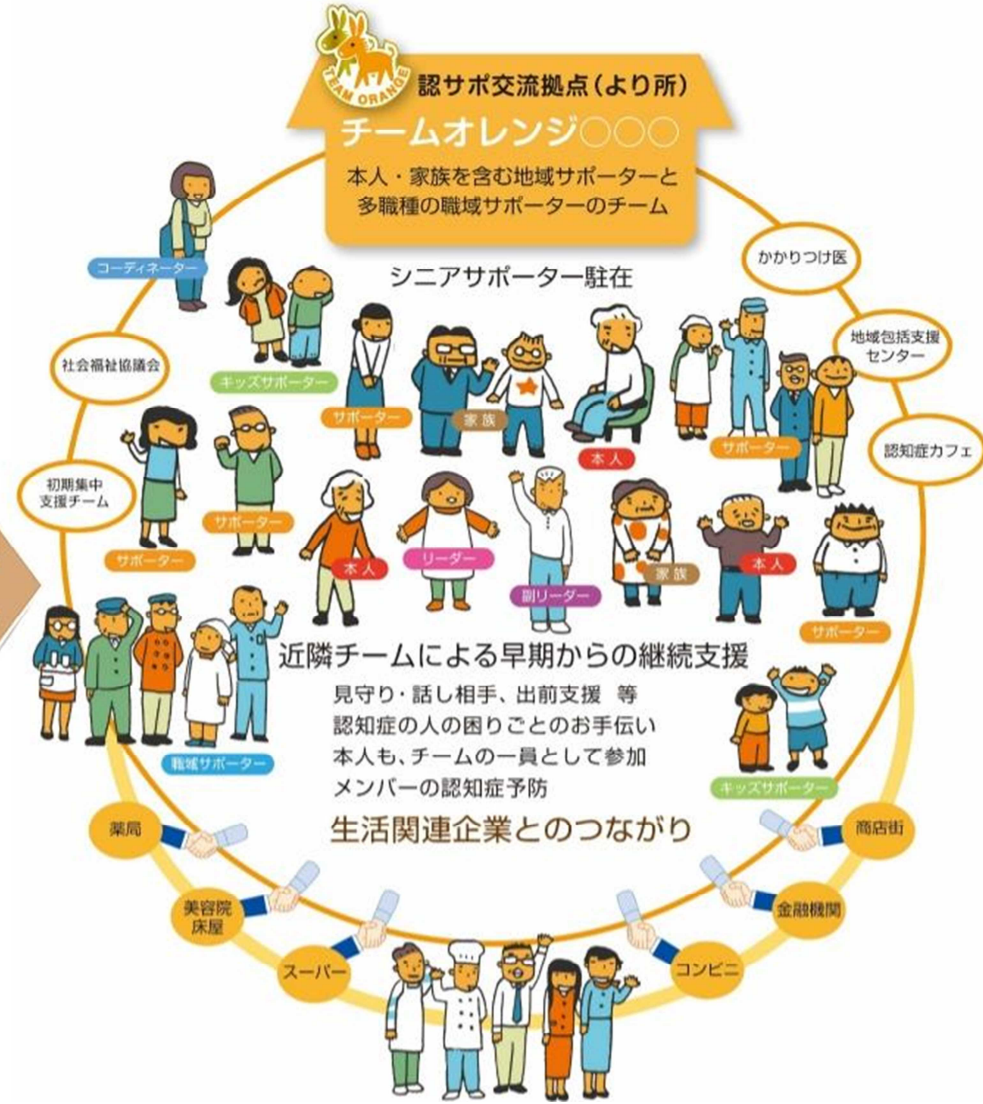 TEAM ORANGE
認サポ交流拠点（より所）
チームオレンジ○○○
本人・家族を含む地域サポーターと
多職種の職域サポーターのチーム
コーディネーター
シニアサポーター駐在
かかりつけ医
地域包括支援
センター
社会福祉協議会
キッズサポーター
サポーター
家族
本人
サポーター
認知症カフェ
初期集中
支援チーム
サポーター
サポーター
本人
リーダー
副リーダー
家族
本人
サポーター
近隣チームによる早期からの継続支援
見守り・話し相手、出前支援 等
認知症の人の困りごとのお手伝い
本人も、チームの一員として参加
メンバーの認知症予防
職域サポーター
キッズサポーター
生活関連企業とのつながり
薬局
商店街
美容院
床屋
金融機関
スーパー
コンビニ